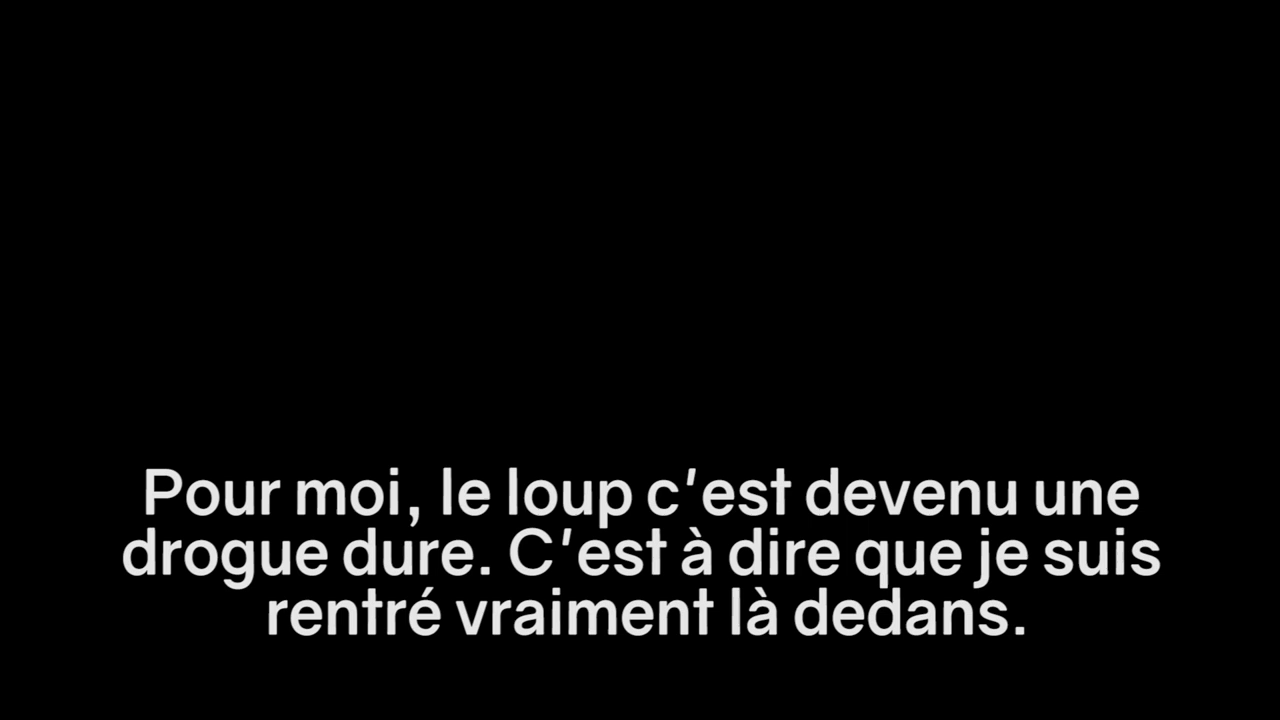 Pour moi, le loup c'est devenu une
drogue dure. C'est à dire que je suis
rentré vraiment là dedans.